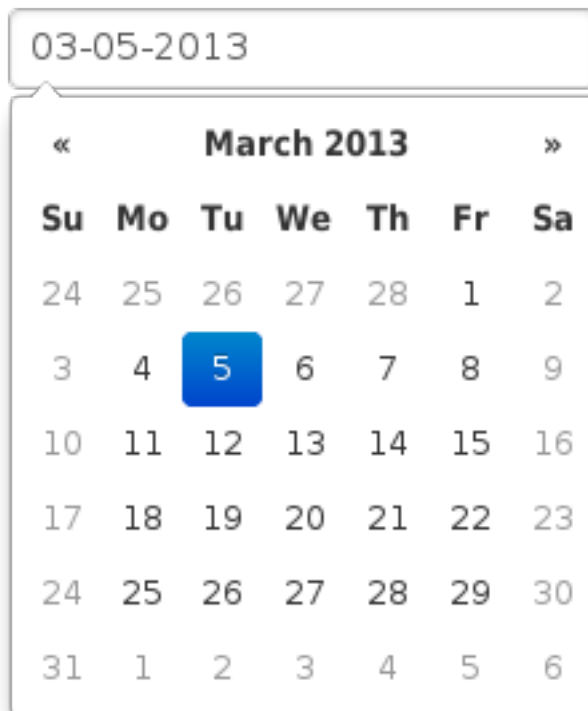 03-05-2013
« March 2013 »
Su Mo Tu We Th Fr Sa
24 25 26 27 28 1 2
3 4 5 6 7 8 9
10 11 12 13 14 15 16
17 18 19 20 21 22 23
24 25 26 27 28 29 30
31 1 2 3 4 5 6